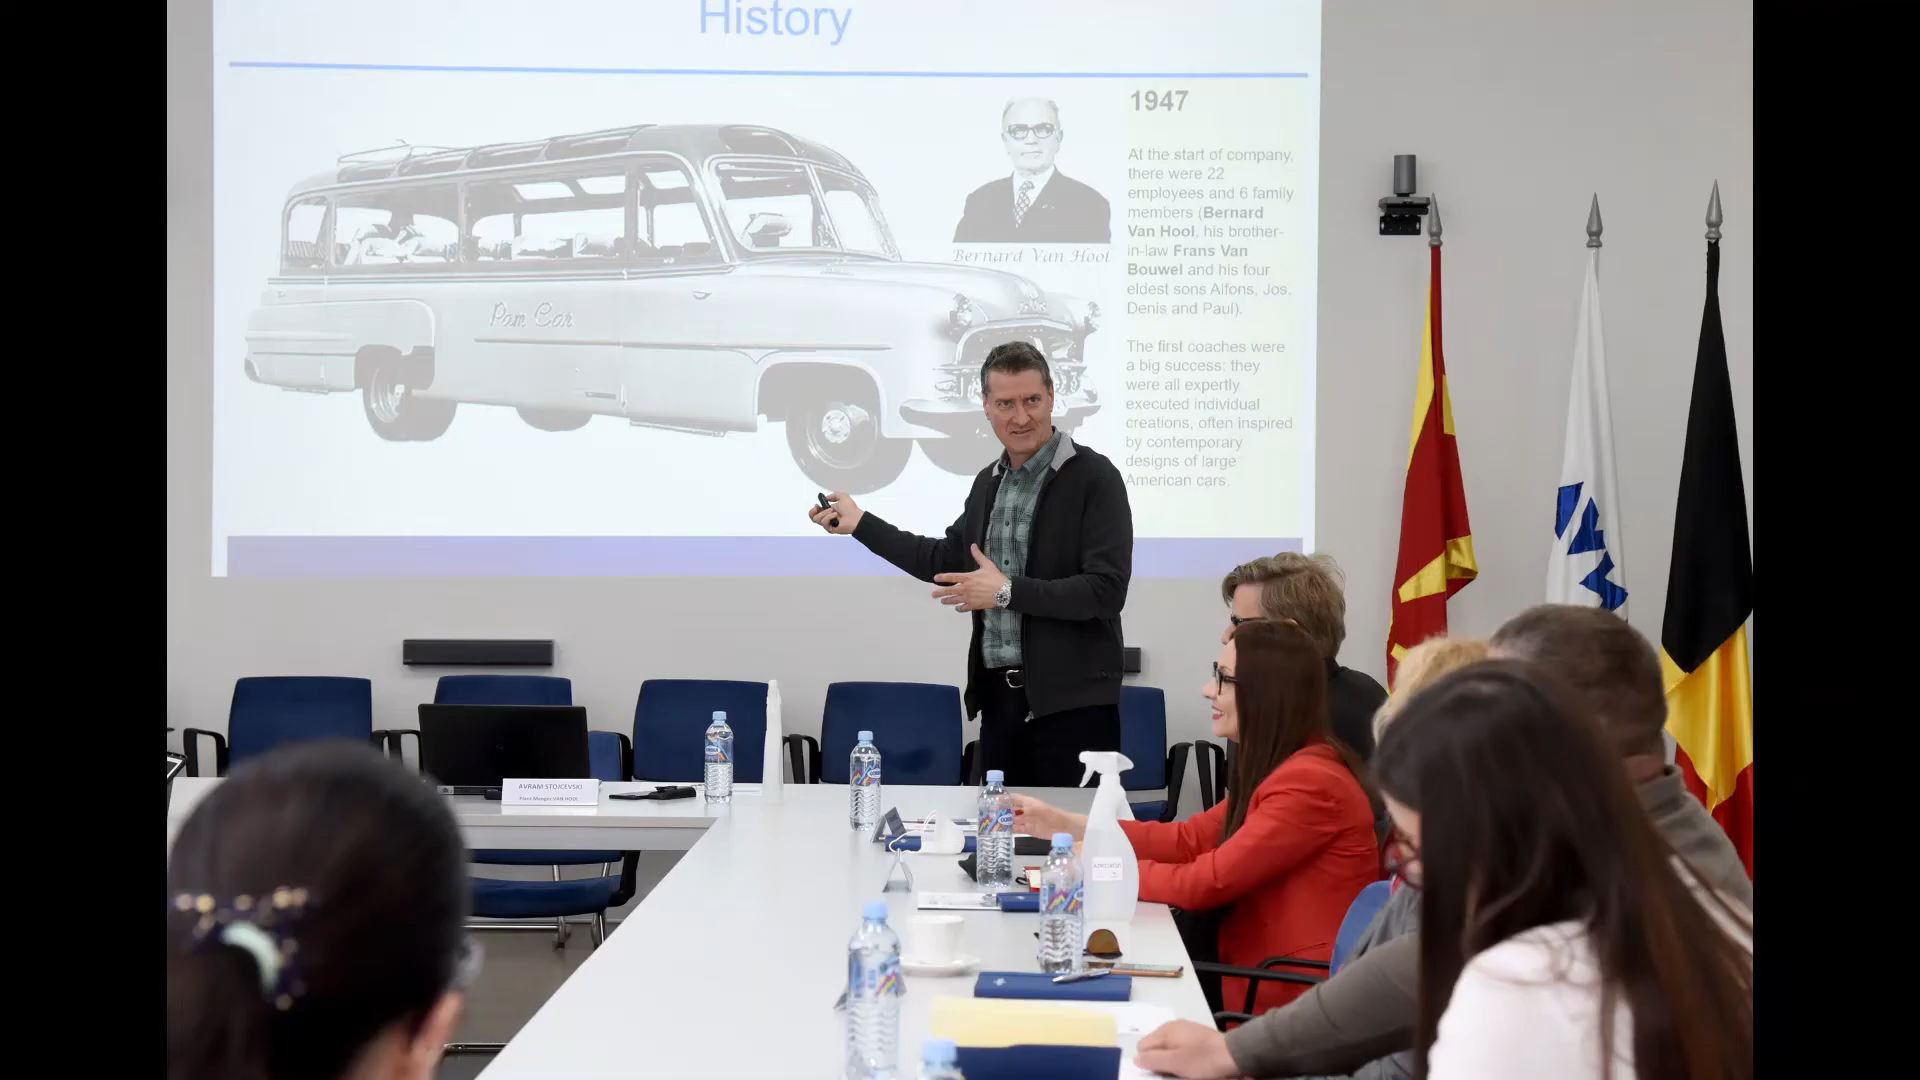 History
1947
At the start of company,
there were 22
employees and 6 family
members (Bernard
Van Hool, his brother-
in-law Frans Van
Bouwel and his four
eldest sons Alfons, Jos,
Denis and Paul).
The first coaches were
a big success: they
were all expertly
executed individual
creations, often inspired
by contemporary
designs of large
American cars.
Bernard Van Hool
Pam Car
AVRAM STOJCEVSKI
Plant Manger VAN HOOL